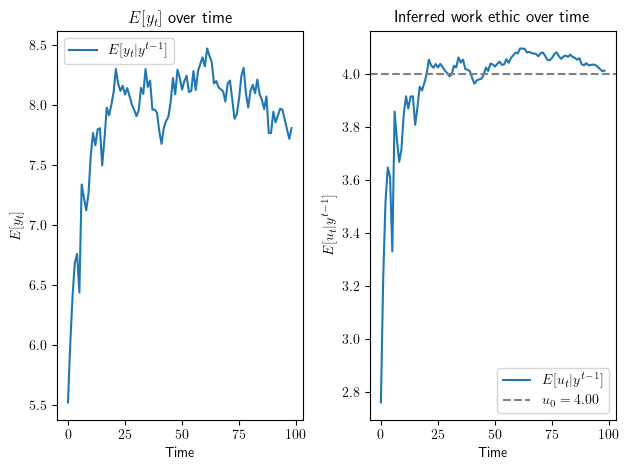 E[y_t] over time
E[y_t|y^{t-1}]
8.5
8.0
7.5
7.0
6.5
6.0
5.5
E[y_t]
0
25
50
75
100
Time
Inferred work ethic over time
4.0
3.8
3.6
3.4
3.2
3.0
2.8
E[u_t|y^{t-1}]
E[u_t|y^{t-1}]
u_0 = 4.00
0
25
50
75
100
Time